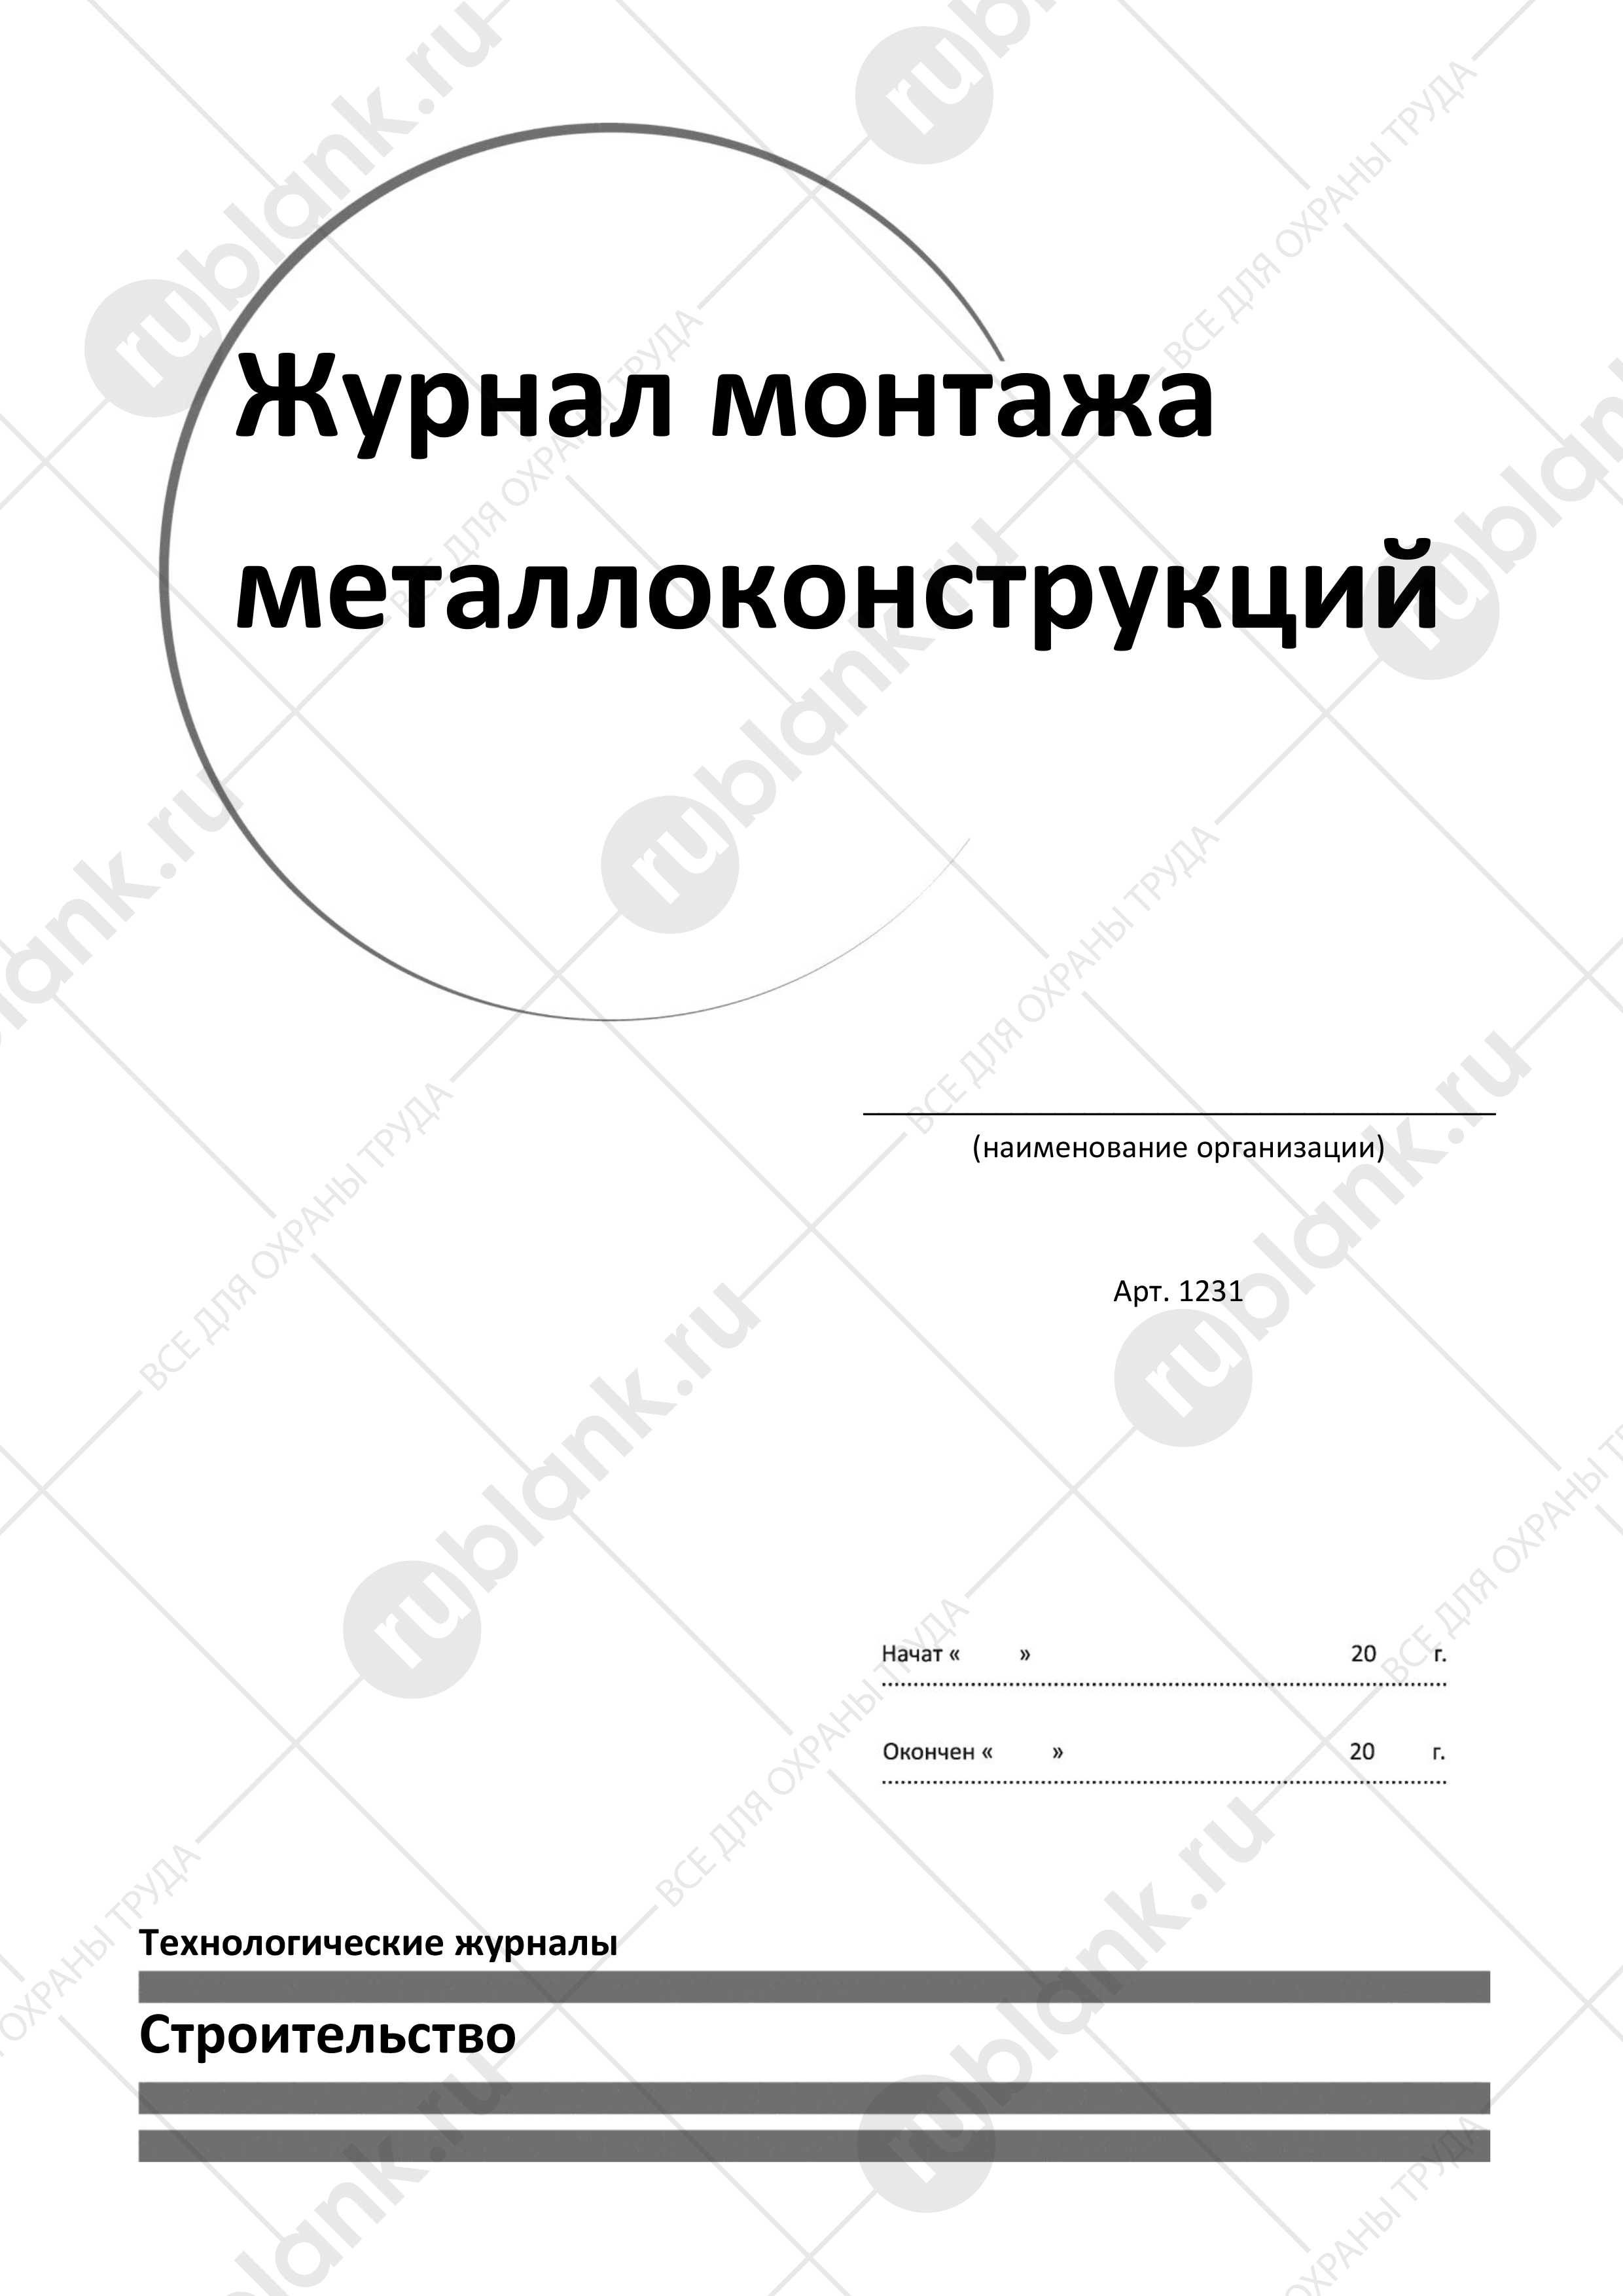 Журнал монтажа
металлоконструкций
(наименование организации)
Арт. 1231
Начат « » 20 г.
Окончен « » 20 г.
Технологические журналы
Строительство
rublank.ru
ВСЕ ДЛЯ ОХРАНЫ ТРУДА